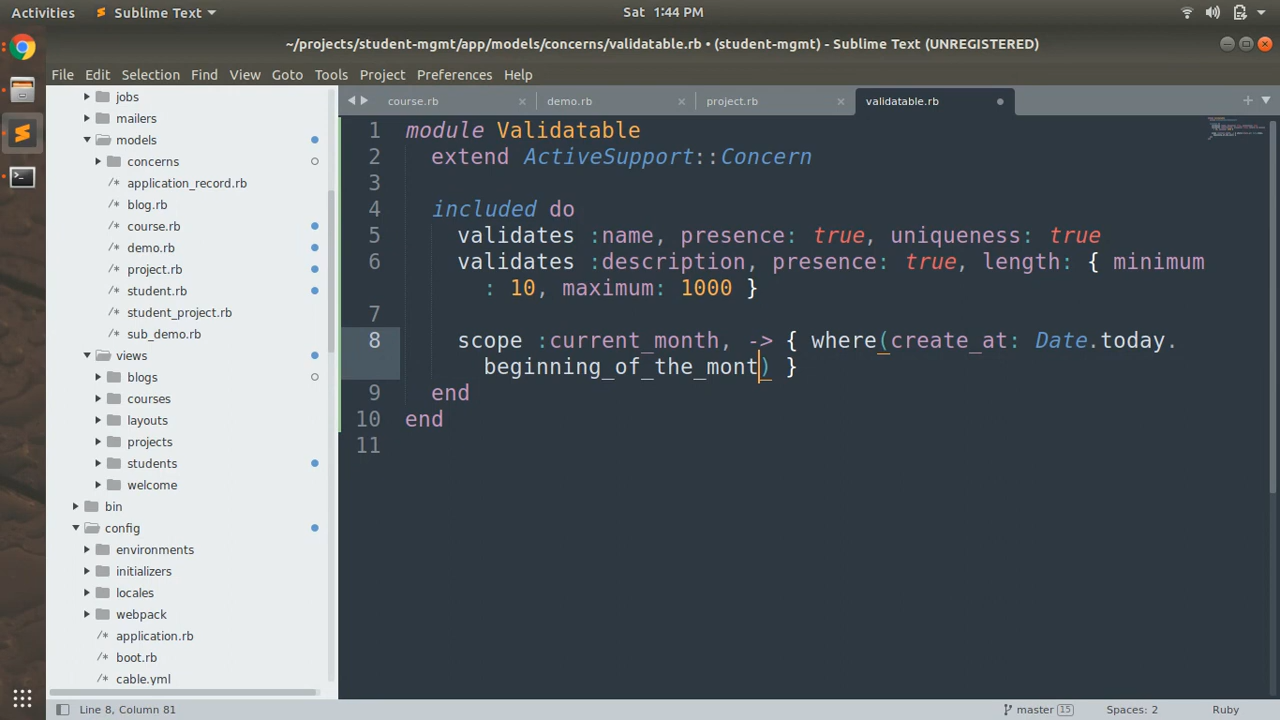 Activities Sublime Text Sat 1:44 PM
~/projects/student-mgmt/app/models/concerns/validatable.rb • (student-mgmt) - Sublime Text (UNREGISTERED)
File Edit Selection Find View Goto Tools Project Preferences Help
course.rb × demo.rb × project.rb × validatable.rb
jobs
mailers
models
concerns
/* application_record.rb
/* blog.rb
/* course.rb
/* demo.rb
/* project.rb
/* student.rb
/* student_project.rb
/* sub_demo.rb
views
blogs
courses
layouts
projects
students
welcome
bin
config
environments
initializers
locales
webpack
/* application.rb
/* boot.rb
/* cable.yml
1 module Validatable
2 extend ActiveSupport::Concern
3
4 included do
5 validates :name, presence: true, uniqueness: true
6 validates :description, presence: true, length: { minimum
: 10, maximum: 1000 }
7
8 scope :current_month, -> { where(create_at: Date.today.
beginning_of_the_mont) }
9 end
10 end
11
Line 8, Column 81 master 15 Spaces: 2 Ruby